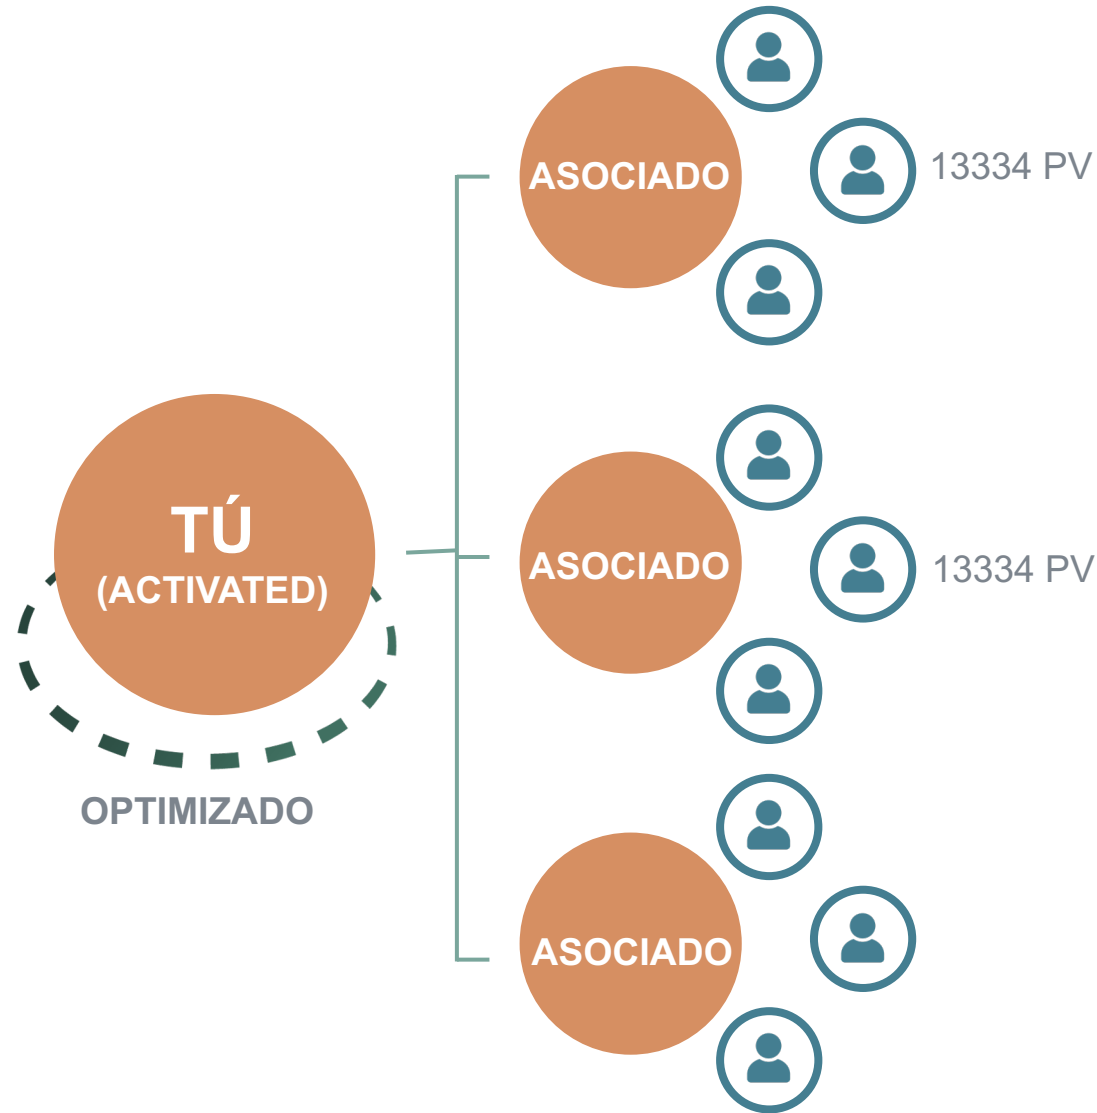 ASOCIADO
13334 PV
TÚ
(ACTIVATED)
ASOCIADO
13334 PV
OPTIMIZADO
ASOCIADO